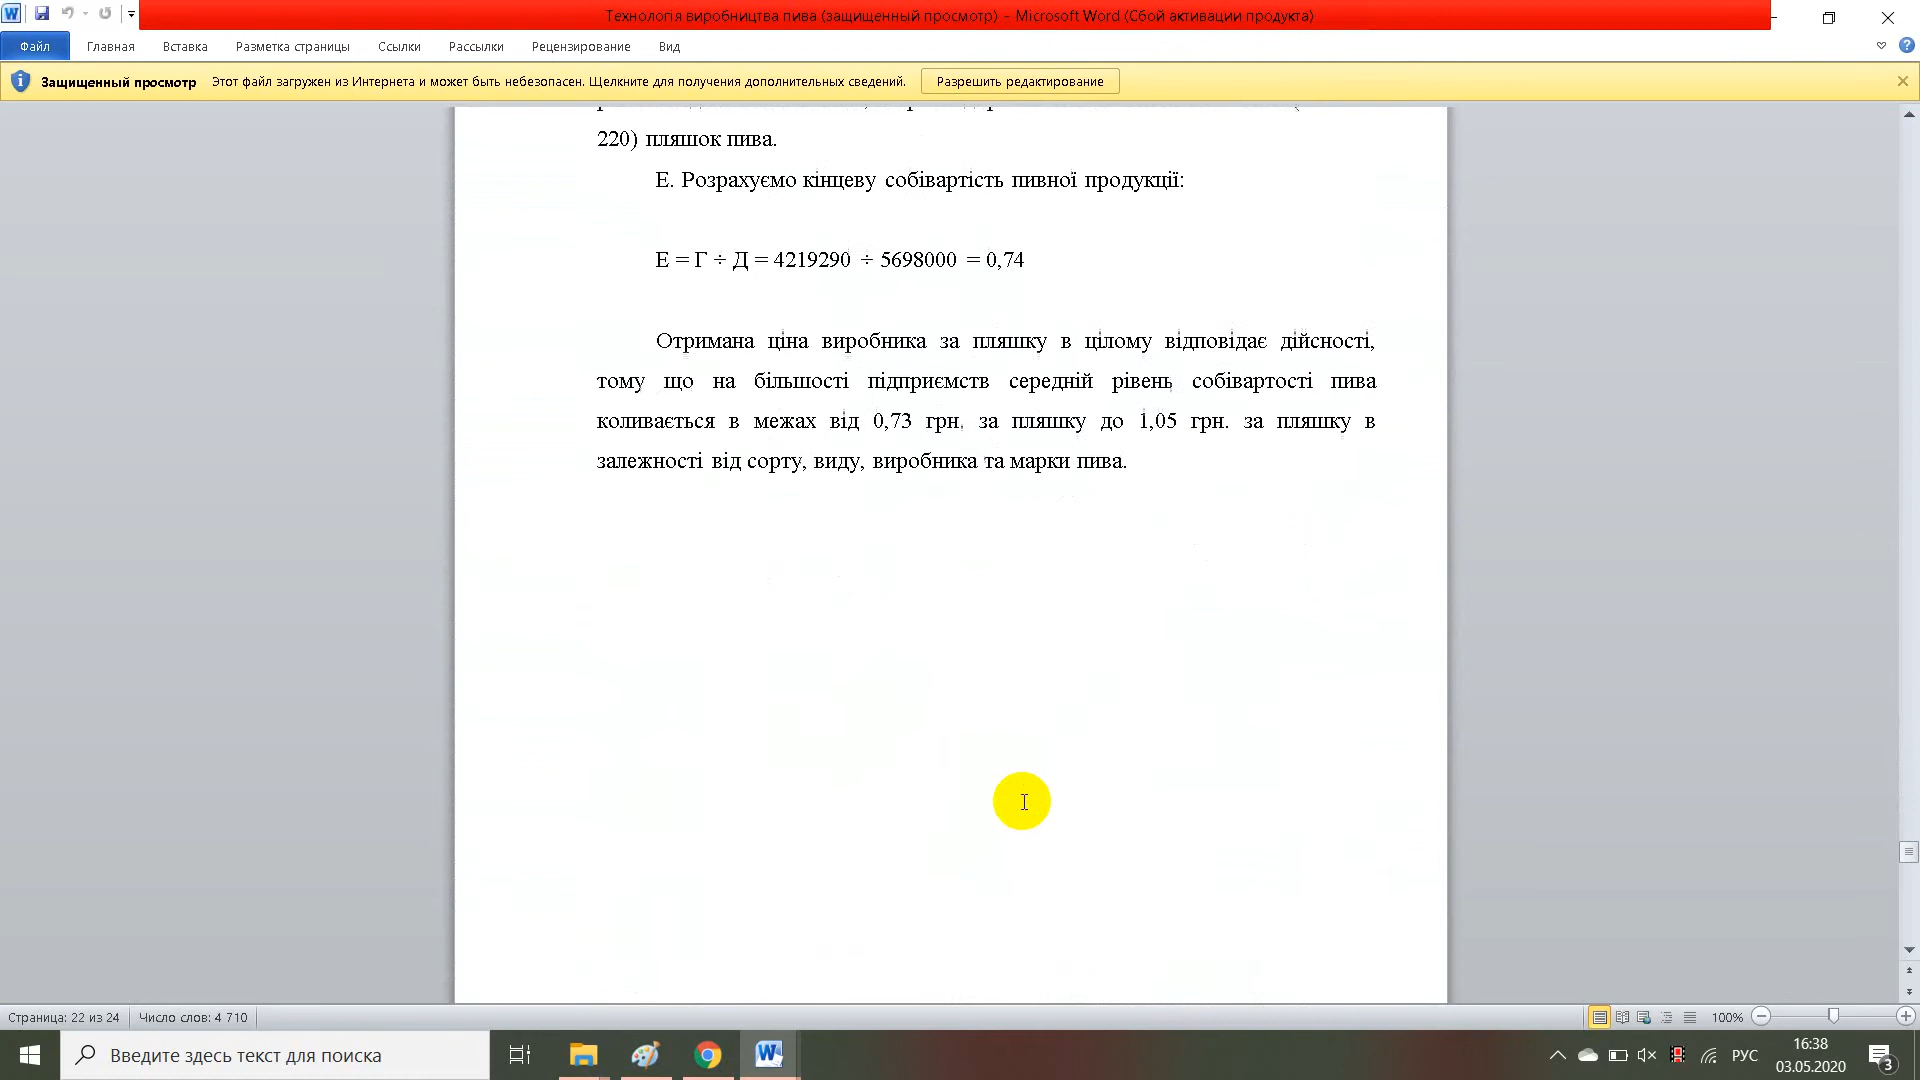 Технологія виробництва пива (защищенный просмотр) - Microsoft Word (Сбой активации продукта)
Файл Главная Вставка Разметка страницы Ссылки Рассылки Рецензирование Вид
Защищенный просмотр Этот файл загружен из Интернета и может быть небезопасен. Щелкните для получения дополнительных сведений. Разрешить редактирование
220) пляшок пива.
Е. Розрахуємо кінцеву собівартість пивної продукції:
Е = Г ÷ Д = 4219290 ÷ 5698000 = 0,74
Отримана ціна виробника за пляшку в цілому відповідає дійсності,
тому що на більшості підприємств середній рівень собівартості пива
коливається в межах від 0,73 грн. за пляшку до 1,05 грн. за пляшку в
залежності від сорту, виду, виробника та марки пива.
Страница: 22 из 24 Число слов: 4 710 100%
Введите здесь текст для поиска РУС 16:38
03.05.2020 3